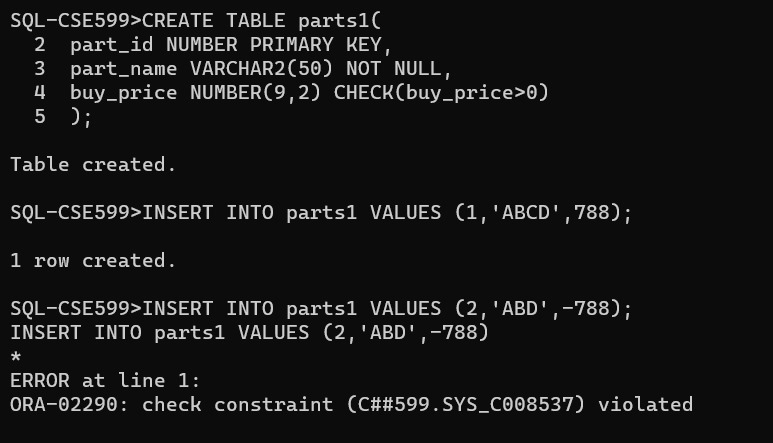 SQL-CSE599>CREATE TABLE parts1(
  2  part_id NUMBER PRIMARY KEY,
  3  part_name VARCHAR2(50) NOT NULL,
  4  buy_price NUMBER(9,2) CHECK(buy_price>0)
  5  );

Table created.

SQL-CSE599>INSERT INTO parts1 VALUES (1,'ABCD',788);

1 row created.

SQL-CSE599>INSERT INTO parts1 VALUES (2,'ABD',-788);
INSERT INTO parts1 VALUES (2,'ABD',-788)
*
ERROR at line 1:
ORA-02290: check constraint (C##599.SYS_C008537) violated